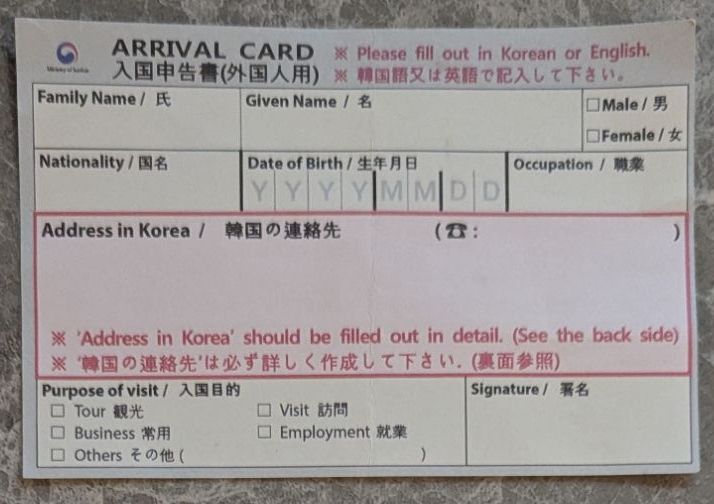 ARRIVAL CARD ※ Please fill out in Korean or English.
入国申告書(外国人用) ※ 韓国語又は英語で記入して下さい。
Ministry of Justice
Family Name / 氏 Given Name / 名 □Male / 男
□Female / 女
Nationality / 国名 Date of Birth / 生年月日 Occupation / 職業
Y Y Y Y M M D D
Address in Korea / 韓国の連絡先 (☎: )
※ 'Address in Korea' should be filled out in detail. (See the back side)
※ '韓国の連絡先'は必ず詳しく作成して下さい. (裏面参照)
Purpose of visit / 入国目的 Signature / 署名
□ Tour 観光 □ Visit 訪問
□ Business 常用 □ Employment 就業
□ Others その他 ( )